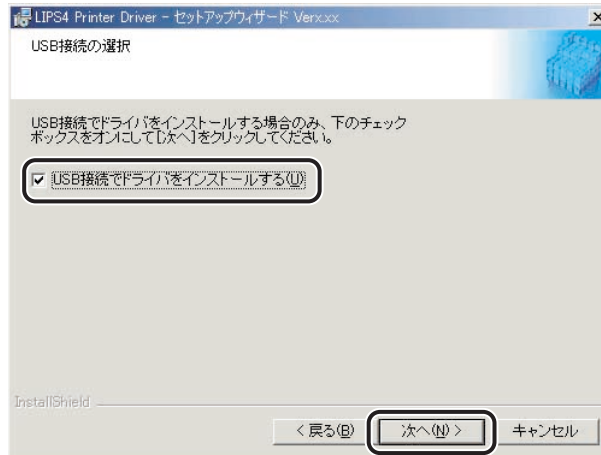 LIPS4 Printer Driver - セットアップウィザード Verx.xx
USB接続の選択
USB接続でドライバをインストールする場合のみ、下のチェック
ボックスをオンにして[次へ]をクリックしてください。
USB接続でドライバをインストールする(U)
InstallShield
< 戻る(B) 次へ(N) > キャンセル